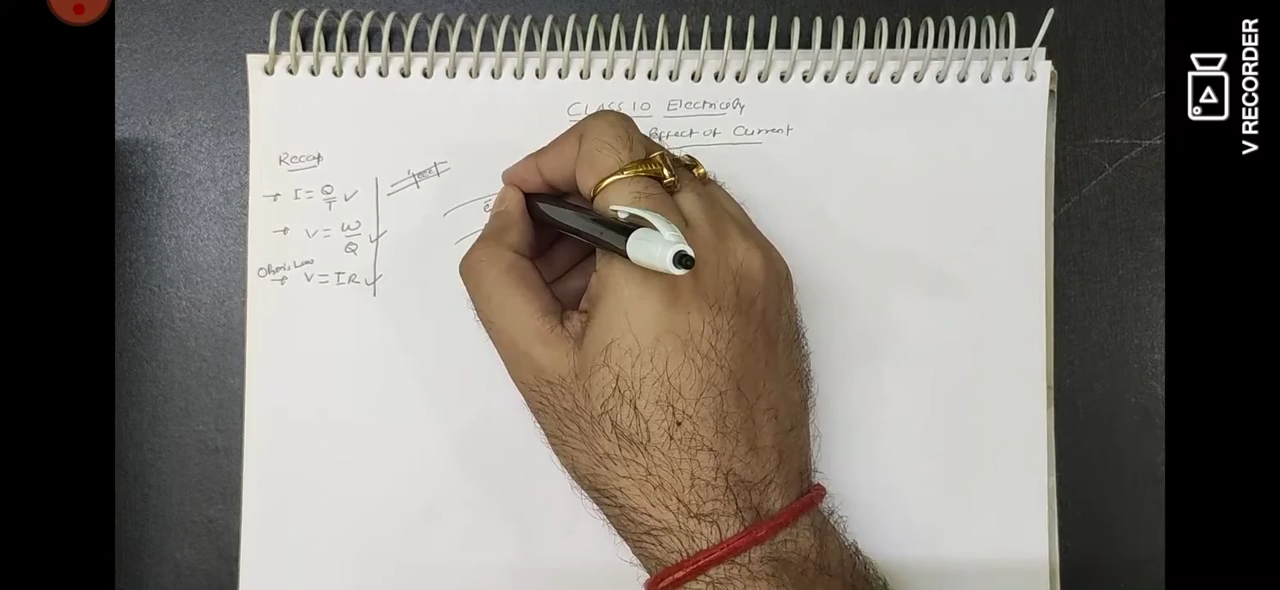 CLASS 10 Electricity
Effect of Current
Recap
→ I = Q/T ✓
→ V = W/Q ✓
Ohm's Law
→ V = IR ✓
e⁻
V RECORDER